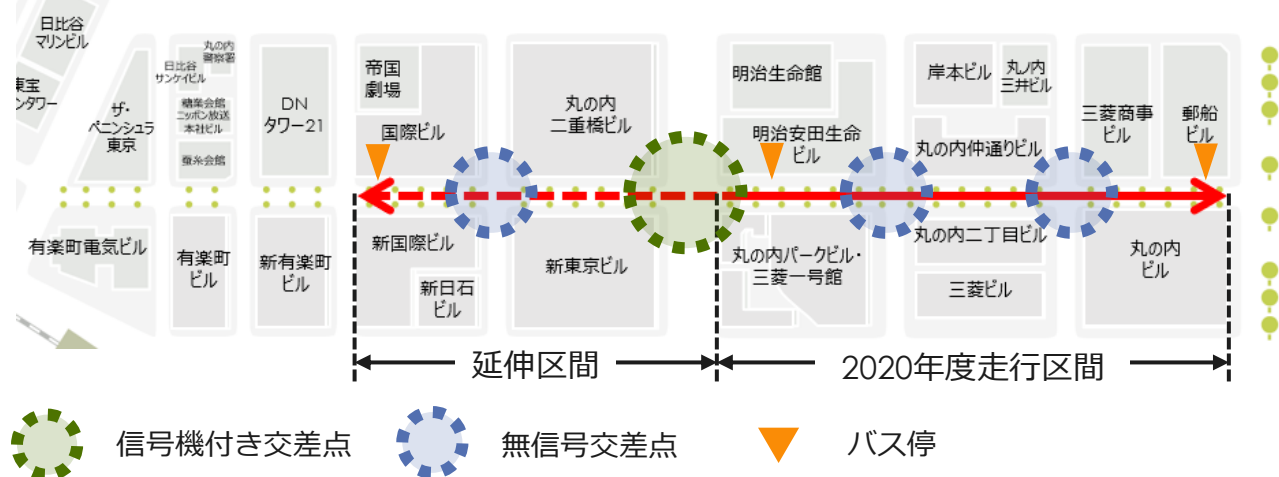 日比谷
マリンビル
東宝
ンタワー
ザ・
ペニンシュラ
東京
日比谷
サンケイビル
丸の内
警察署
糖業会館
ニッポン放送
本社ビル
蚕糸会館
DN
タワー21
帝国
劇場
国際ビル
丸の内
二重橋ビル
明治生命館
明治安田生命
ビル
岸本ビル
丸ノ内
三井ビル
丸の内仲通りビル
三菱商事
ビル
郵船
ビル
有楽町電気ビル
有楽町
ビル
新有楽町
ビル
新国際ビル
新日石
ビル
新東京ビル
丸の内パークビル・
三菱一号館
丸の内二丁目ビル
三菱ビル
丸の内
ビル
延伸区間
2020年度走行区間
信号機付き交差点
無信号交差点
バス停